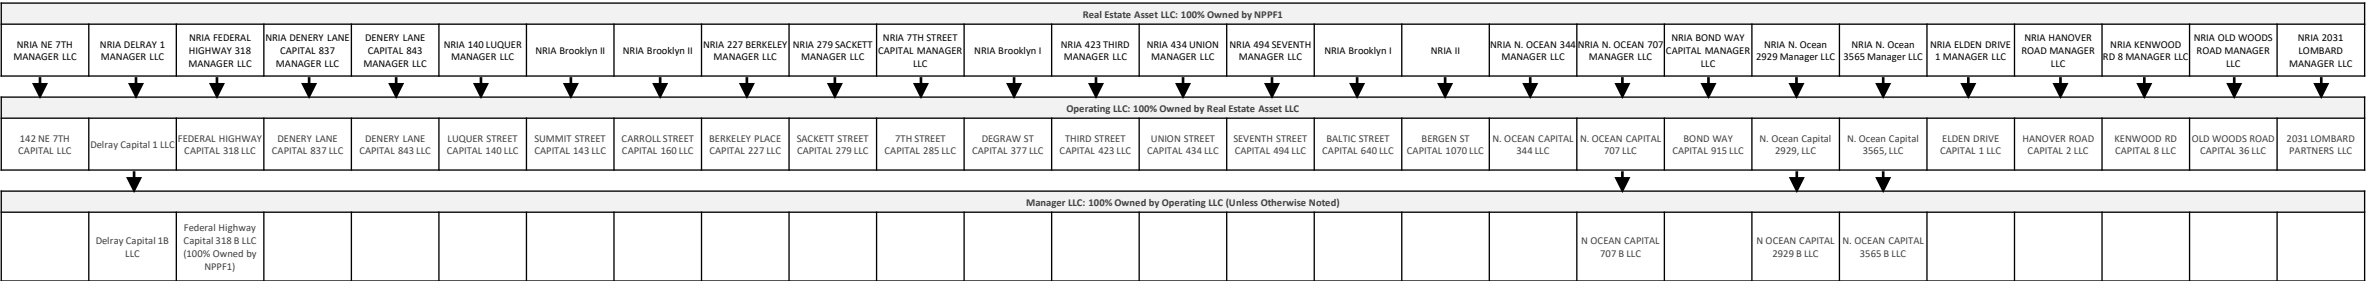 Real Estate Asset LLC: 100% Owned by NPPF1
NRIA NE 7TH
MANAGER LLC
NRIA DELRAY 1
MANAGER LLC
NRIA FEDERAL
HIGHWAY 318
MANAGER LLC
NRIA DENERY LANE
CAPITAL 837
MANAGER LLC
DENERY LANE
CAPITAL 843
MANAGER LLC
NRIA 140 LUQUER
MANAGER LLC
NRIA Brooklyn II
NRIA Brooklyn II
NRIA 227 BERKELEY
MANAGER LLC
NRIA 279 SACKETT
MANAGER LLC
NRIA 7TH STREET
CAPITAL MANAGER
LLC
NRIA Brooklyn I
NRIA 423 THIRD
MANAGER LLC
NRIA 434 UNION
MANAGER LLC
NRIA 494 SEVENTH
MANAGER LLC
NRIA Brooklyn I
NRIA II
NRIA N. OCEAN 344
MANAGER LLC
NRIA N. OCEAN 707
MANAGER LLC
NRIA BOND WAY
CAPITAL MANAGER
LLC
NRIA N. Ocean
2929 Manager LLC
NRIA N. Ocean
3565 Manager LLC
NRIA ELDEN DRIVE
1 MANAGER LLC
NRIA HANOVER
ROAD MANAGER
LLC
NRIA KENWOOD
RD 8 MANAGER LLC
NRIA OLD WOODS
ROAD MANAGER
LLC
NRIA 2031
LOMBARD
MANAGER LLC
Operating LLC: 100% Owned by Real Estate Asset LLC
142 NE 7TH
CAPITAL LLC
Delray Capital 1 LLC
FEDERAL HIGHWAY
CAPITAL 318 LLC
DENERY LANE
CAPITAL 837 LLC
DENERY LANE
CAPITAL 843 LLC
LUQUER STREET
CAPITAL 140 LLC
SUMMIT STREET
CAPITAL 143 LLC
CARROLL STREET
CAPITAL 160 LLC
BERKELEY PLACE
CAPITAL 227 LLC
SACKETT STREET
CAPITAL 279 LLC
7TH STREET
CAPITAL 285 LLC
DEGRAW ST
CAPITAL 377 LLC
THIRD STREET
CAPITAL 423 LLC
UNION STREET
CAPITAL 434 LLC
SEVENTH STREET
CAPITAL 494 LLC
BALTIC STREET
CAPITAL 640 LLC
BERGEN ST
CAPITAL 1070 LLC
N. OCEAN CAPITAL
344 LLC
N. OCEAN CAPITAL
707 LLC
BOND WAY
CAPITAL 915 LLC
N. Ocean Capital
2929, LLC
N. Ocean Capital
3565, LLC
ELDEN DRIVE
CAPITAL 1 LLC
HANOVER ROAD
CAPITAL 2 LLC
KENWOOD RD
CAPITAL 8 LLC
OLD WOODS ROAD
CAPITAL 36 LLC
2031 LOMBARD
PARTNERS LLC
Manager LLC: 100% Owned by Operating LLC (Unless Otherwise Noted)
Delray Capital 1B
LLC
Federal Highway
Capital 318 B LLC
(100% Owned by
NPPF1)
N OCEAN CAPITAL
707 B LLC
N OCEAN CAPITAL
2929 B LLC
N. OCEAN CAPITAL
3565 B LLC